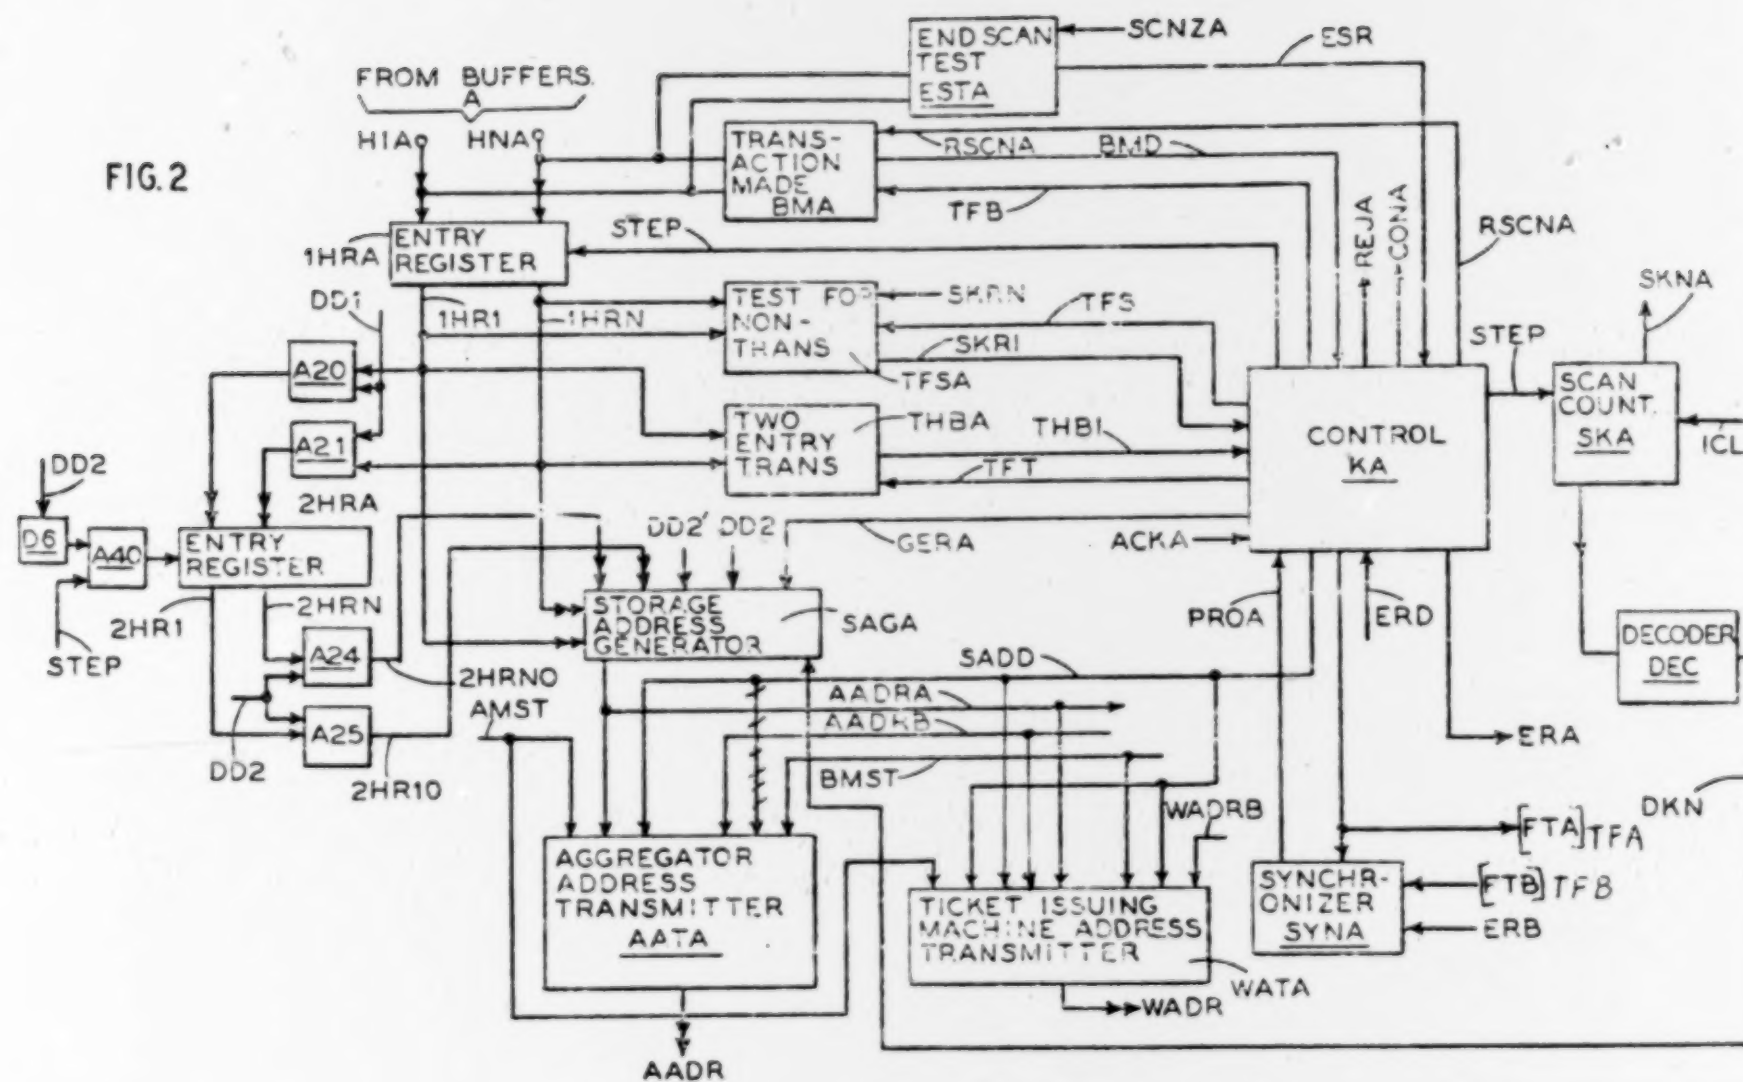 FIG. 2
FROM BUFFERS.
A
H1A
HNA
END SCAN
TEST
ESTA
SCNZA
ESR
TRANS-
ACTION
MADE
BMA
RSCNA
BMD
TFB
REJA
CONA
RSCNA
ENTRY
REGISTER
1HRA
STEP
DD1
1HR1
1HRN
TEST FOR
NON-
TRANS
SKRN
TFS
SKR1
TFSA
SKNA
STEP
A20
A21
TWO
ENTRY
TRANS
THBA
THB1
TFT
CONTROL
KA
SCAN
COUNT.
SKA
ICL
DD2
2HRA
D6
A40
ENTRY
REGISTER
DD2'
DD2
GERA
ACKA
2HR1
2HRN
STEP
STORAGE
ADDRESS
GENERATOR
SAGA
PROA
ERD
DECODER
DEC
A24
2HRNO
A25
DD2
2HR10
AMST
SADD
AADRA
AADRB
BMST
WADRB
ERA
DKN
AGGREGATOR
ADDRESS
TRANSMITTER
AATA
TICKET ISSUING
MACHINE ADDRESS
TRANSMITTER
WATA
[FTA] TFA
SYNCHR-
ONIZER
SYNA
[FTB] TFB
ERB
WADR
AADR